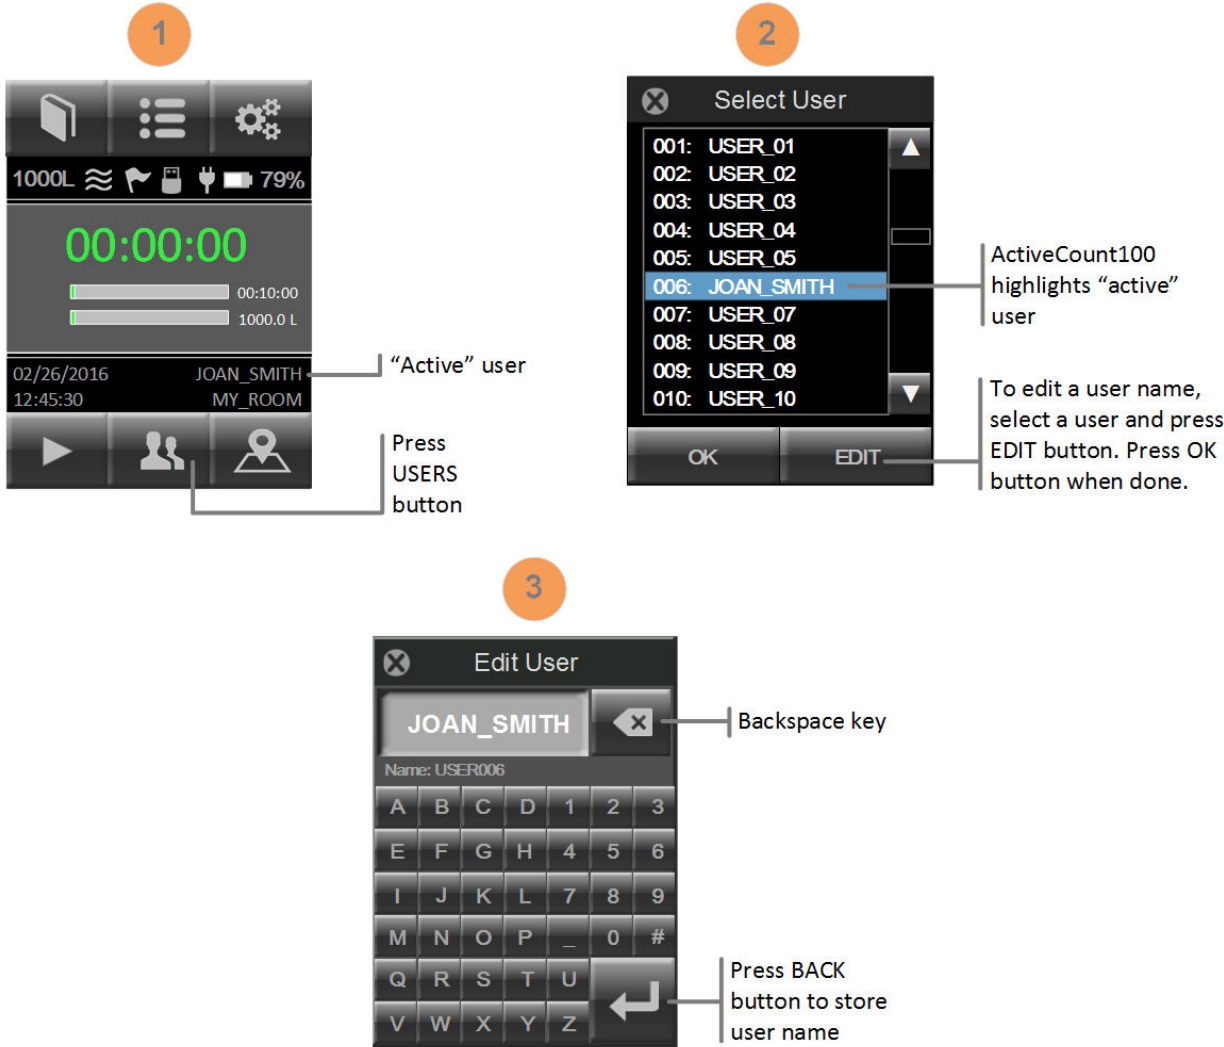 1
1000L 79%
00:00:00
00:10:00
1000.0 L
02/26/2016 JOAN_SMITH
12:45:30 MY_ROOM
"Active" user
Press
USERS
button
2
Select User
001: USER_01
002: USER_02
003: USER_03
004: USER_04
005: USER_05
006: JOAN_SMITH
007: USER_07
008: USER_08
009: USER_09
010: USER_10
OK EDIT
ActiveCount100
highlights “active”
user
To edit a user name,
select a user and press
EDIT button. Press OK
button when done.
3
Edit User
JOAN_SMITH
Name: USER006
A B C D 1 2 3
E F G H 4 5 6
I J K L 7 8 9
M N O P _ 0 #
Q R S T U
V W X Y Z
Backspace key
Press BACK
button to store
user name